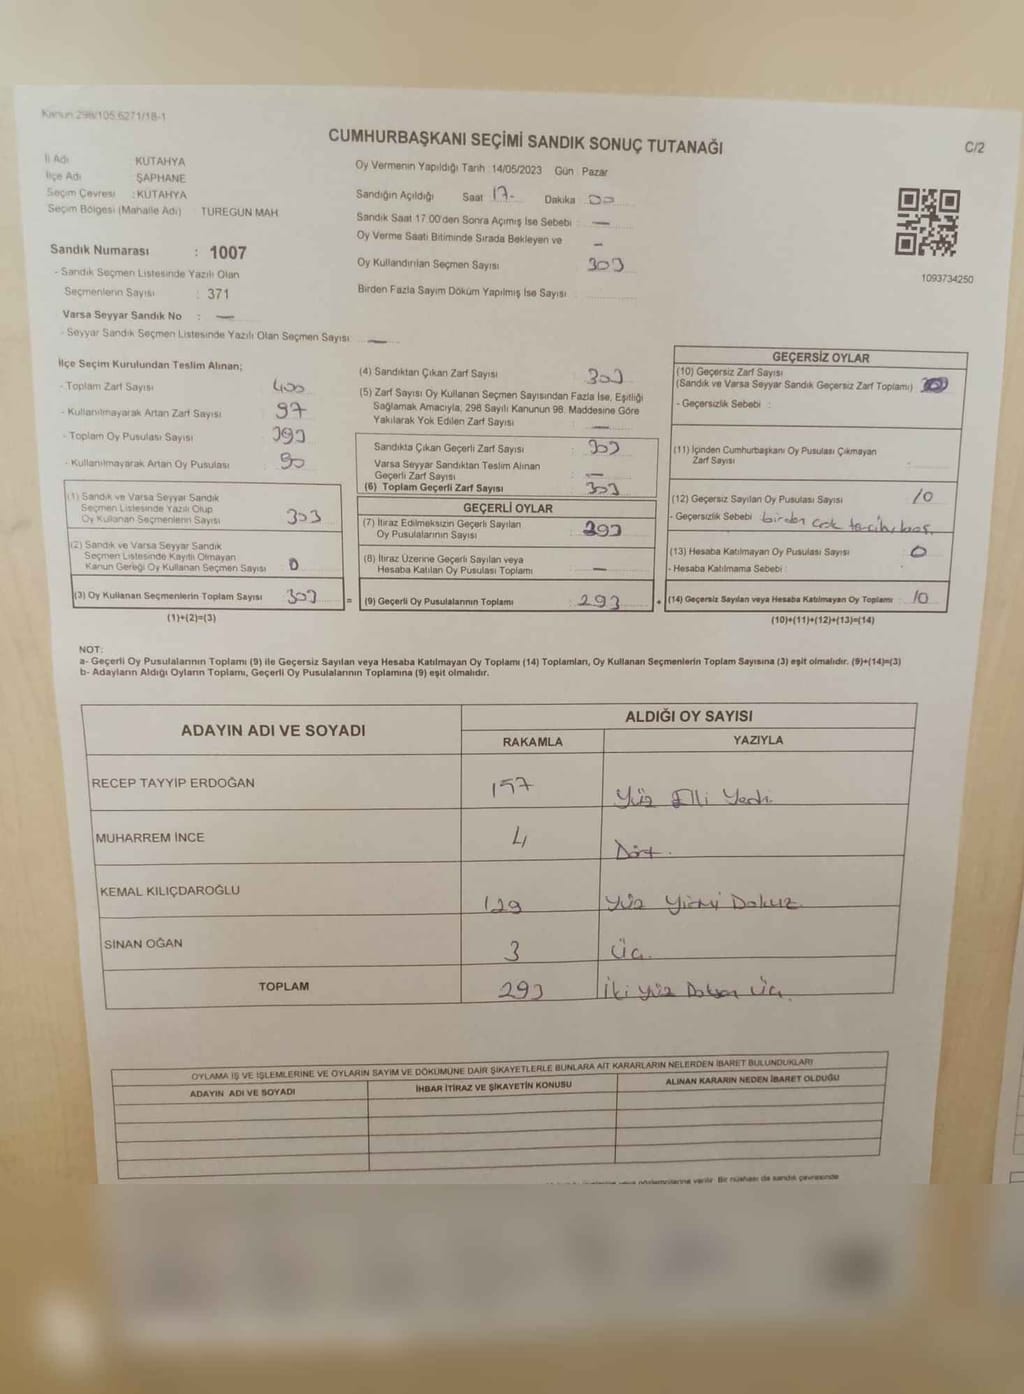 Kanun 298/105,6271/18-1
CUMHURBAŞKANI SEÇİMİ SANDIK SONUÇ TUTANAĞI
C/2
İl Adı KUTAHYA
İlçe Adı ŞAPHANE
Seçim Çevresi : KUTAHYA
Seçim Bölgesi (Mahalle Adı) TUREGUN MAH.
Oy Vermenin Yapıldığı Tarih :14/05/2023 Gün : Pazar
Sandığın Açıldığı Saat 17- Dakika 00
Sandık Saat 17.00'den Sonra Açımış İse Sebebi : —
Oy Verme Saati Bitiminde Sırada Bekleyen ve —
Oy Kullandırılan Seçmen Sayısı 303
Birden Fazla Sayım Döküm Yapılmış İse Sayısı
1093734250
Sandık Numarası : 1007
- Sandık Seçmen Listesinde Yazılı Olan
Seçmenlerin Sayısı : 371
Varsa Seyyar Sandık No : —
- Seyyar Sandık Seçmen Listesinde Yazılı Olan Seçmen Sayısı : —
İlçe Seçim Kurulundan Teslim Alınan;
- Toplam Zarf Sayısı 400
- Kullanılmayarak Artan Zarf Sayısı 97
- Toplam Oy Pusulası Sayısı 393
- Kullanılmayarak Artan Oy Pusulası 90
(1) Sandık ve Varsa Seyyar Sandık
Seçmen Listesinde Yazılı Olup
Oy Kullanan Seçmenlerin Sayısı 303
(2) Sandık ve Varsa Seyyar Sandık
Seçmen Listesinde Kayıtlı Olmayan
Kanun Gereği Oy Kullanan Seçmen Sayısı 0
(3) Oy Kullanan Seçmenlerin Toplam Sayısı 303
(1)+(2)=(3)
(4) Sandıktan Çıkan Zarf Sayısı : 303
(5) Zarf Sayısı Oy Kullanan Seçmen Sayısından Fazla İse, Eşitliği
Sağlamak Amacıyla, 298 Sayılı Kanunun 98. Maddesine Göre
Yakılarak Yok Edilen Zarf Sayısı : —
Sandıkta Çıkan Geçerli Zarf Sayısı : 303
Varsa Seyyar Sandıktan Teslim Alınan
Geçerli Zarf Sayısı : —
(6) Toplam Geçerli Zarf Sayısı : 303
GEÇERLİ OYLAR
(7) İtiraz Edilmeksizin Geçerli Sayılan
Oy Pusulalarının Sayısı : 293
(8) İtiraz Üzerine Geçerli Sayılan veya
Hesaba Katılan Oy Pusulası Toplamı : —
= (9) Geçerli Oy Pusulalarının Toplamı : 293
GEÇERSİZ OYLAR
(10) Geçersiz Zarf Sayısı
(Sandık ve Varsa Seyyar Sandık Geçersiz Zarf Toplamı)
- Geçersizlik Sebebi :
(11) İçinden Cumhurbaşkanı Oy Pusulası Çıkmayan
Zarf Sayısı :
(12) Geçersiz Sayılan Oy Pusulası Sayısı 10
- Geçersizlik Sebebi birden çok tercih
(13) Hesaba Katılmayan Oy Pusulası Sayısı 0
- Hesaba Katılmama Sebebi :
+ (14) Geçersiz Sayılan veya Hesaba Katılmayan Oy Toplamı : 10
(10)+(11)+(12)+(13)=(14)
NOT:
a- Geçerli Oy Pusulalarının Toplamı (9) ile Geçersiz Sayılan veya Hesaba Katılmayan Oy Toplamı (14) Toplamları, Oy Kullanan Seçmenlerin Toplam Sayısına (3) eşit olmalıdır. (9)+(14)=(3)
b- Adayların Aldığı Oyların Toplamı, Geçerli Oy Pusulalarının Toplamına (9) eşit olmalıdır.
ADAYIN ADI VE SOYADI
ALDIĞI OY SAYISI
RAKAMLA YAZIYLA
RECEP TAYYİP ERDOĞAN 157 Yüz Elli Yedi.
MUHARREM İNCE 4 Dört.
KEMAL KILIÇDAROĞLU 129 Yüz Yirmi Dokuz
SİNAN OĞAN 3 Üç.
TOPLAM 293 İki Yüz Doksan Üç.
OYLAMA İŞ VE İŞLEMLERİNE VE OYLARIN SAYIM VE DÖKÜMÜNE DAİR ŞİKAYETLERLE BUNLARA AİT KARARLARIN NELERDEN İBARET BULUNDUKLARI
ADAYIN ADI VE SOYADI İHBAR İTİRAZ VE ŞİKAYETİN KONUSU ALINAN KARARIN NEDEN İBARET OLDUĞU
verilir. Bir nüshası da sandık çevresinde